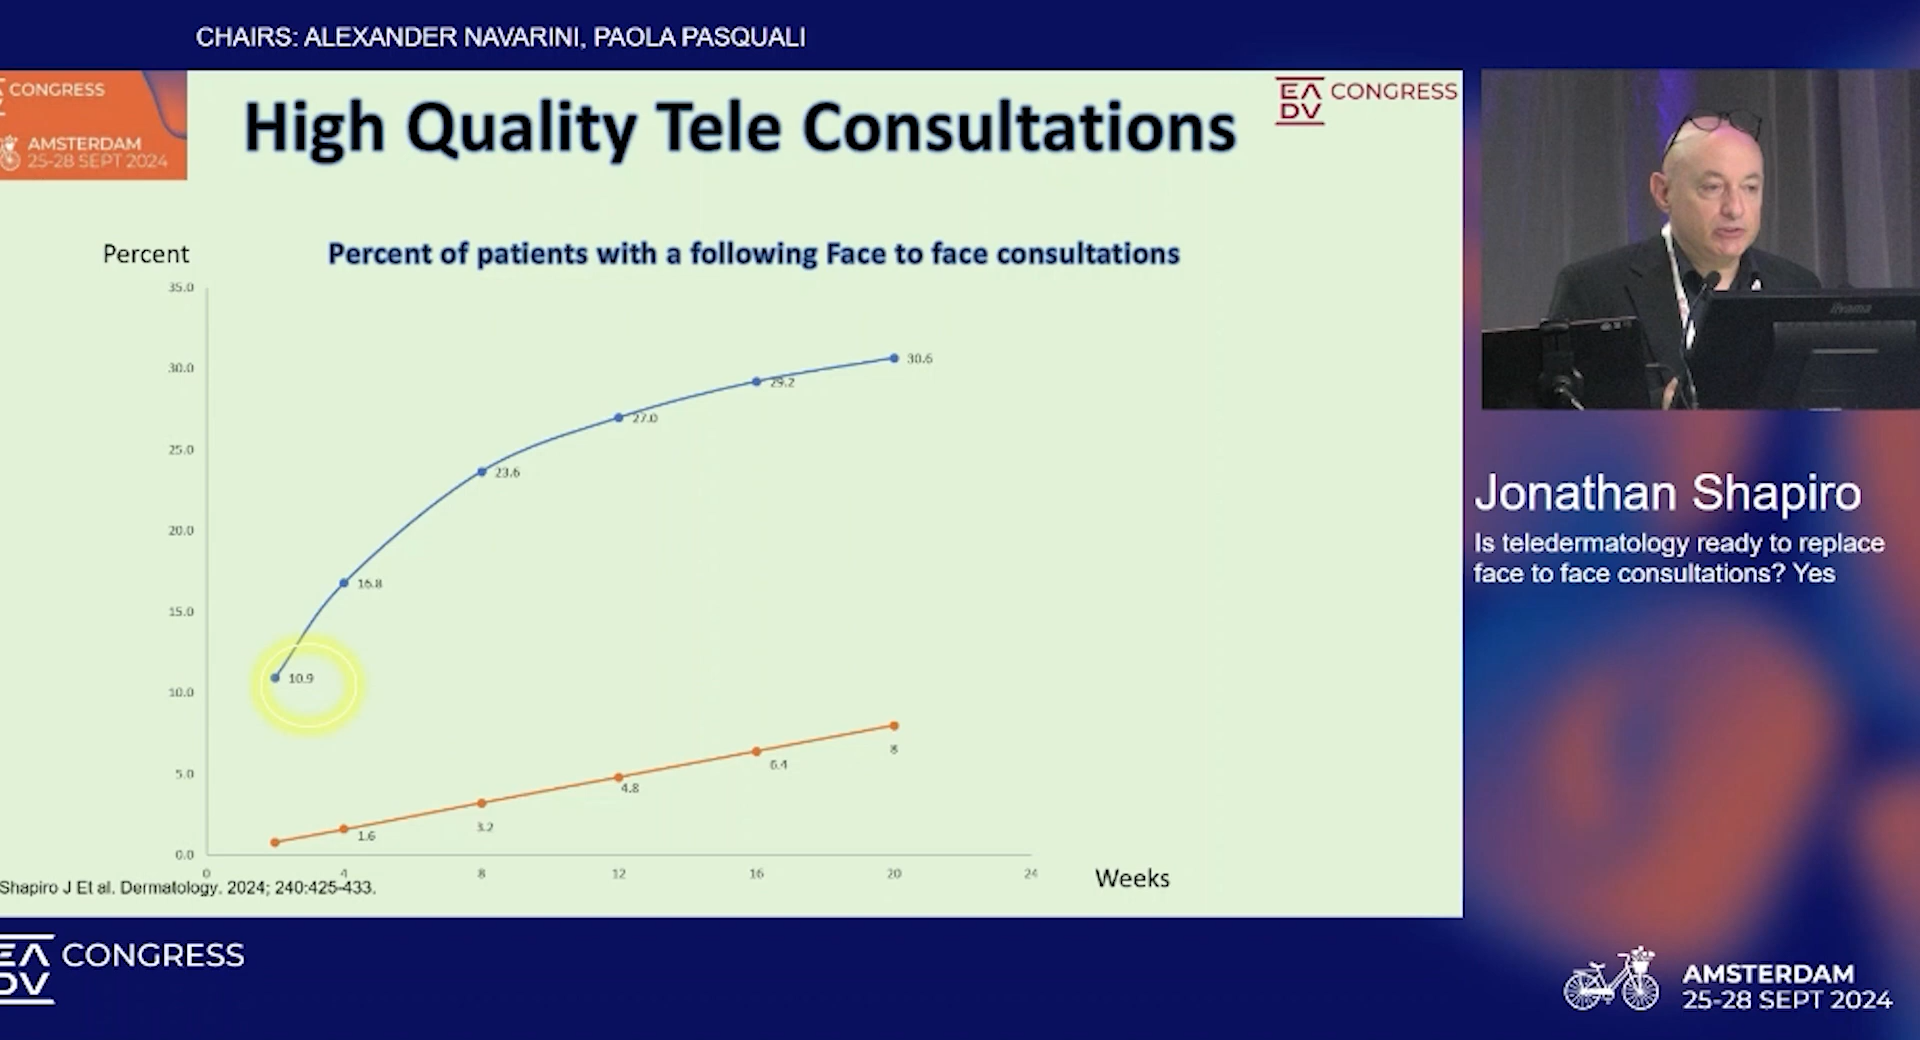 CHAIRS: ALEXANDER NAVARINI, PAOLA PASQUALI
CONGRESS
AMSTERDAM
25-28 SEPT 2024
High Quality Tele Consultations
EADV CONGRESS
Percent
Percent of patients with a following Face to face consultations
35.0
30.0
25.0
20.0
15.0
10.0
5.0
0.0
30.6
29.2
27.0
23.6
16.8
10.9
8
6.4
4.8
3.2
1.6
0 4 8 12 16 20 24
Weeks
Shapiro J Et al. Dermatology. 2024; 240:425-433.
iiyama
Jonathan Shapiro
Is teledermatology ready to replace
face to face consultations? Yes
EADV CONGRESS
AMSTERDAM
25-28 SEPT 2024